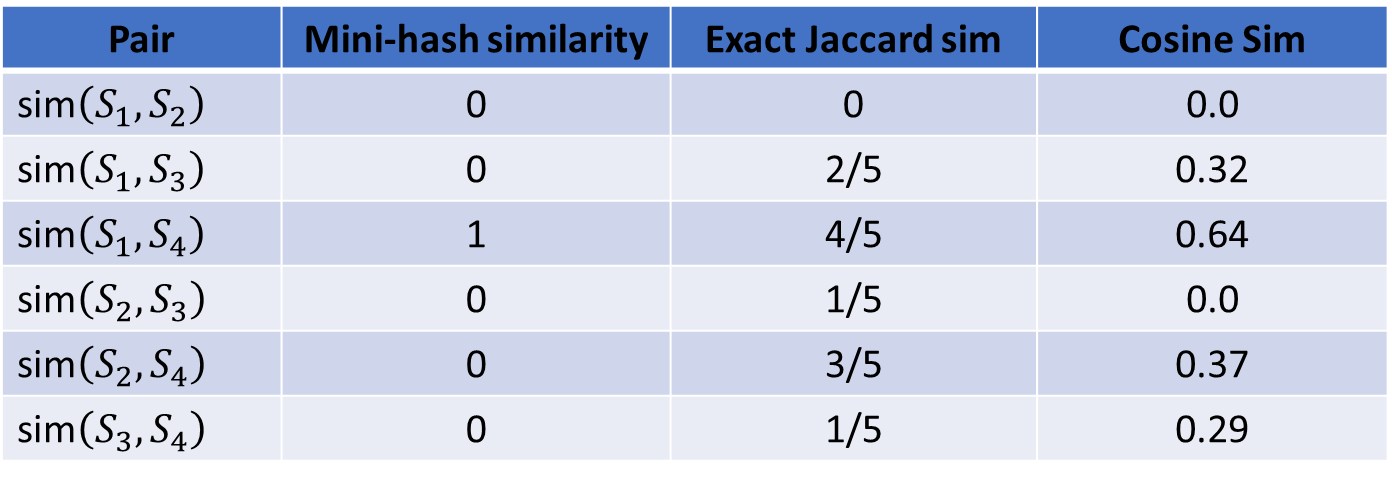 Pair Mini-hash similarity Exact Jaccard sim Cosine Sim
sim(𝑆₁, 𝑆₂) 0 0 0.0
sim(𝑆₁, 𝑆₃) 0 2/5 0.32
sim(𝑆₁, 𝑆₄) 1 4/5 0.64
sim(𝑆₂, 𝑆₃) 0 1/5 0.0
sim(𝑆₂, 𝑆₄) 0 3/5 0.37
sim(𝑆₃, 𝑆₄) 0 1/5 0.29